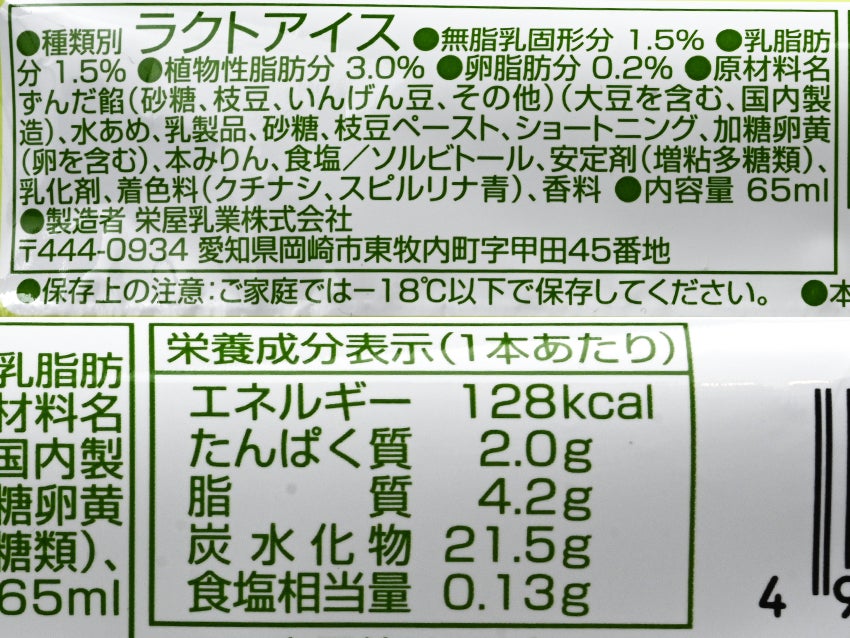 ●種類別 ラクトアイス ●無脂乳固形分 1.5% ●乳脂肪
分 1.5% ●植物性脂肪分 3.0% ●卵脂肪分 0.2% ●原材料名
ずんだ餡(砂糖、枝豆、いんげん豆、その他)(大豆を含む、国内製
造)、水あめ、乳製品、砂糖、枝豆ペースト、ショートニング、加糖卵黄
(卵を含む)、本みりん、食塩／ソルビトール、安定剤(増粘多糖類)、
乳化剤、着色料(クチナシ、スピルリナ青)、香料 ●内容量 65ml
●製造者 栄屋乳業株式会社
〒444-0934 愛知県岡崎市東牧内町字甲田45番地
●保存上の注意:ご家庭では－18℃以下で保存してください。 ●本
乳脂肪
材料名
国内製
糖卵黄
糖類)、
65ml
栄養成分表示(1本あたり)
エネルギー 128kcal
たんぱく質 2.0g
脂質 4.2g
炭水化物 21.5g
食塩相当量 0.13g
4 9